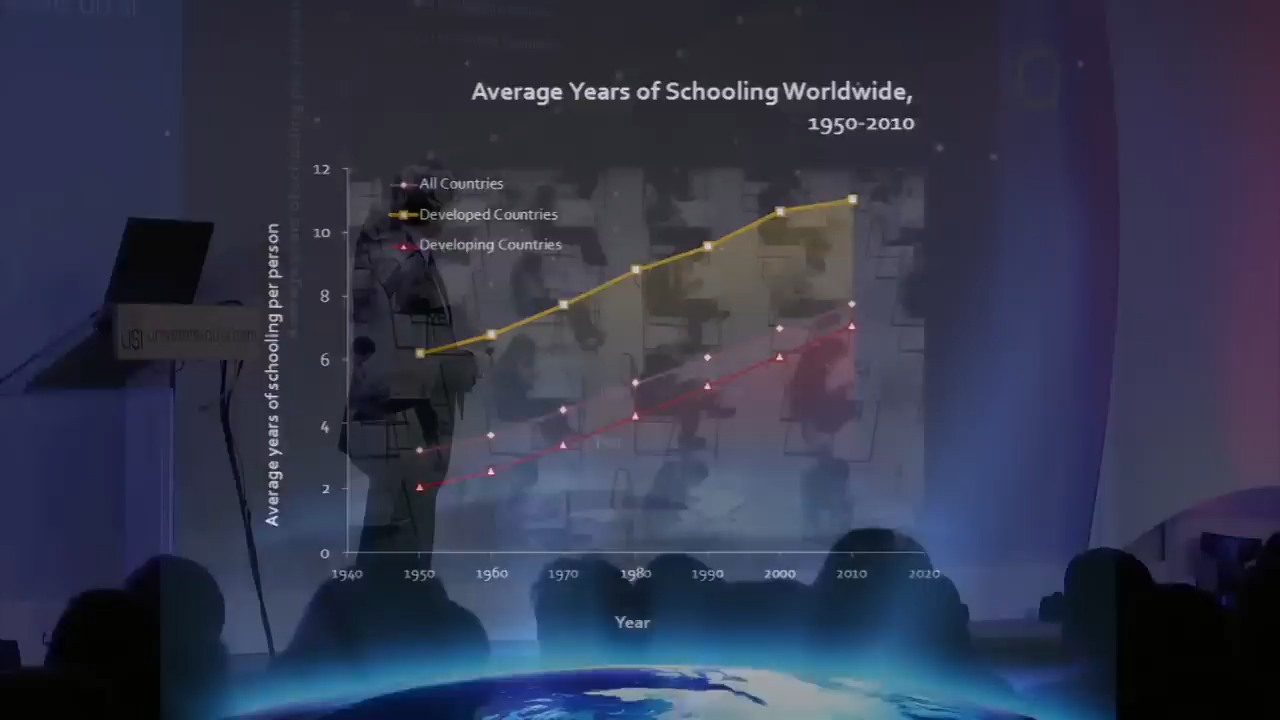 Average Years of Schooling Worldwide,
1950-2010
Average years of schooling per person
12
10
8
6
4
2
0
All Countries
Developed Countries
Developing Countries
1940 1950 1960 1970 1980 1990 2000 2010 2020
Year
USI